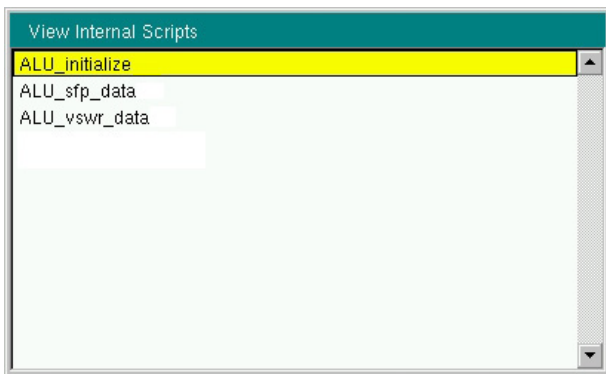 View Internal Scripts
ALU_initialize
ALU_sfp_data
ALU_vswr_data